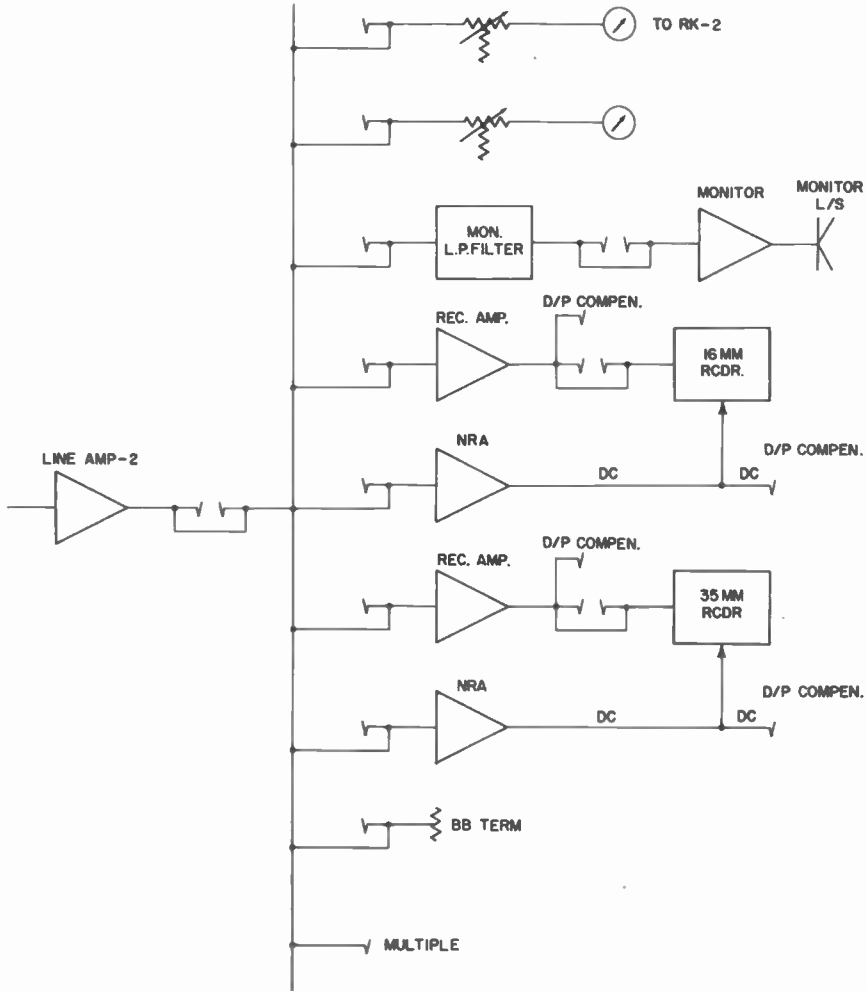 TO RK-2
MONITOR
MONITOR
L/S
MON.
L.P. FILTER
D/P COMPEN.
REC. AMP.
16 MM
RCDR.
D/P COMPEN.
LINE AMP-2
NRA
DC
DC
D/P COMPEN.
REC. AMP.
35 MM
RCDR
D/P COMPEN.
NRA
DC
DC
BB TERM
MULTIPLE